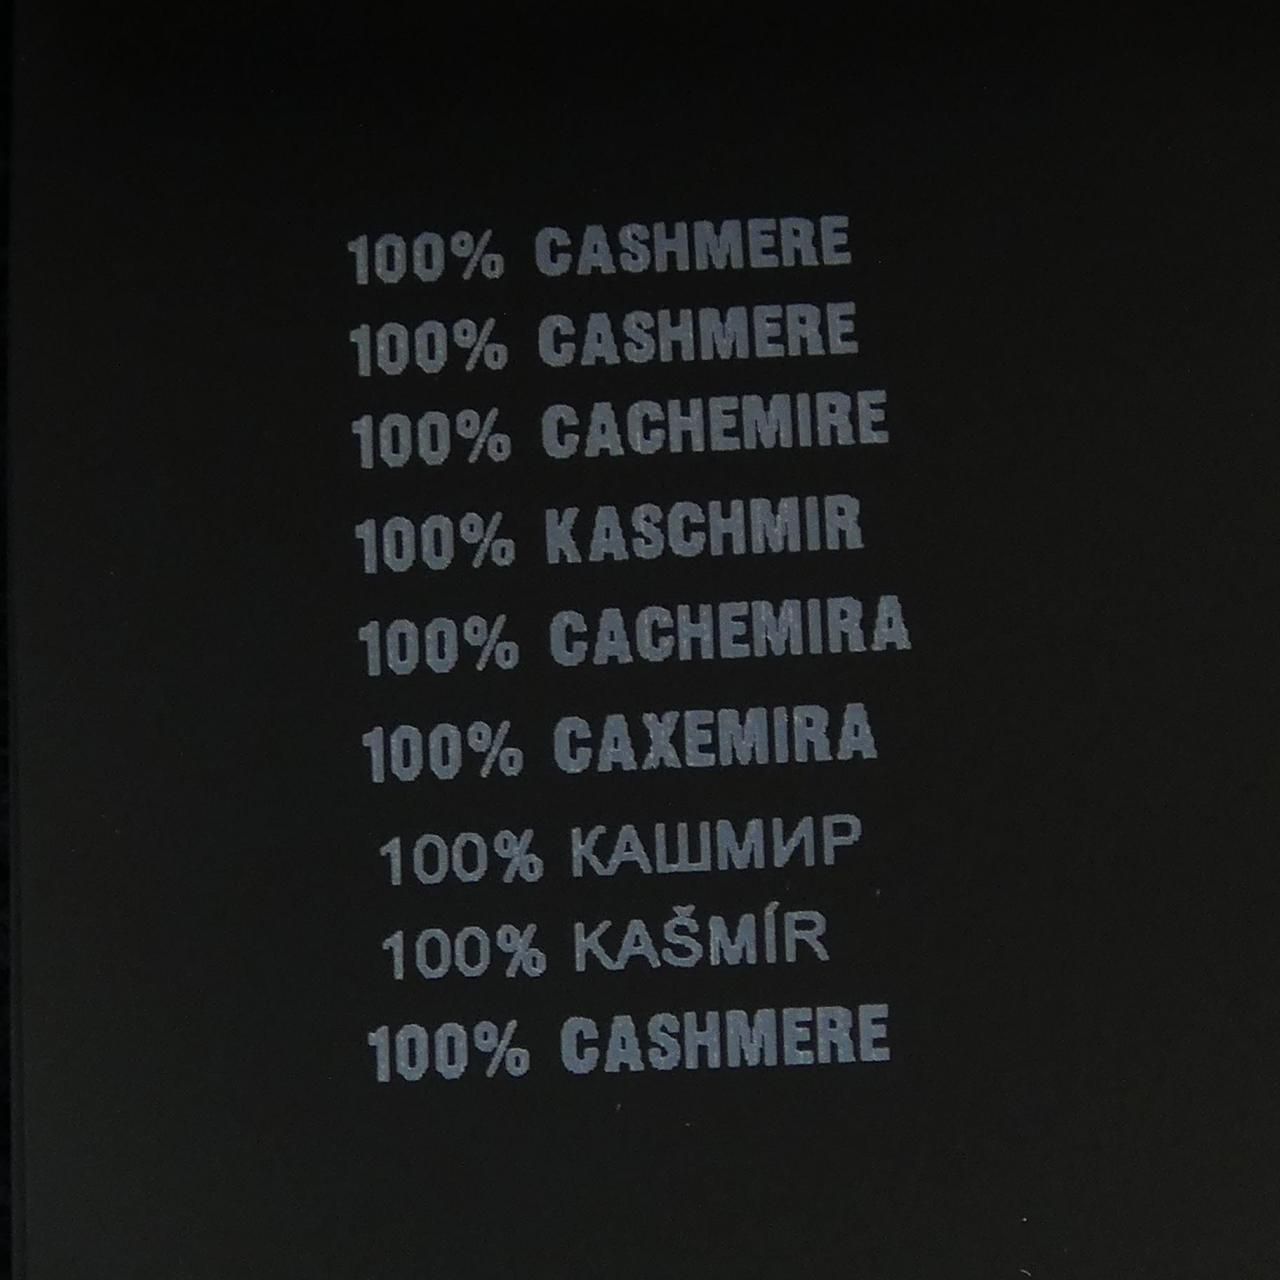 100% CASHMERE
100% CASHMERE
100% CACHEMIRE
100% KASCHMIR
100% CACHEMIRA
100% CAXEMIRA
100% КАШМИР
100% KAŠMÍR
100% CASHMERE